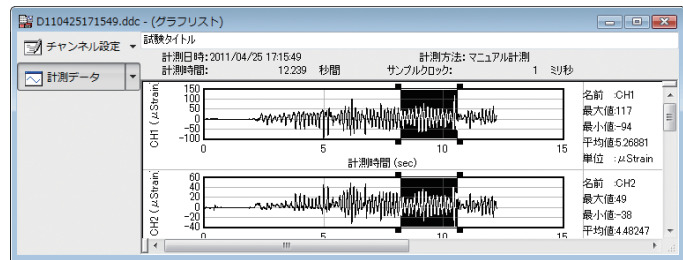 D110425171549.ddc - (グラフリスト)
チャンネル設定
計測データ
試験タイトル
計測日時:2011/04/25 17:15:49 計測方法:マニュアル計測
計測時間: 12.239 秒間 サンプルクロック: 1 ミリ秒
CH1 (μStrain)
150
100
50
0
-50
-100
0 5 10 15
計測時間(sec)
名前 :CH1
最大値:117
最小値:-94
平均値:5.26881
単位 :μStrain
CH2 (μStrain)
60
40
20
0
-20
-40
0 5 10 15
名前 :CH2
最大値:49
最小値:-38
平均値:4.48247